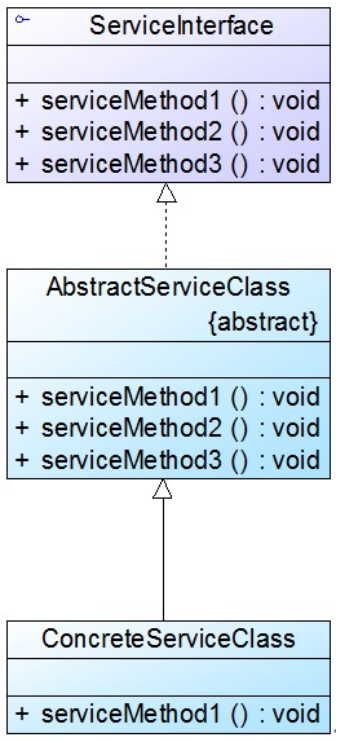 ServiceInterface
+ serviceMethod1 () : void
+ serviceMethod2 () : void
+ serviceMethod3 () : void
AbstractServiceClass
{abstract}
+ serviceMethod1 () : void
+ serviceMethod2 () : void
+ serviceMethod3 () : void
ConcreteServiceClass
+ serviceMethod1 () : void